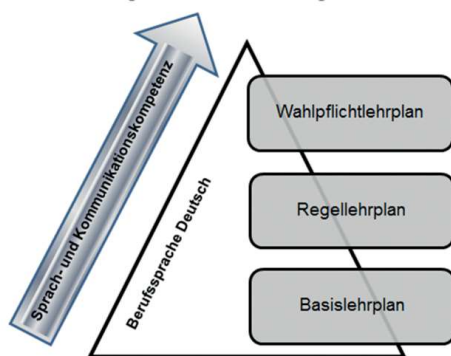 Sprach- und Kommunikationskompetenz
Berufssprache Deutsch
Wahlpflichtlehrplan
Regellehrplan
Basislehrplan